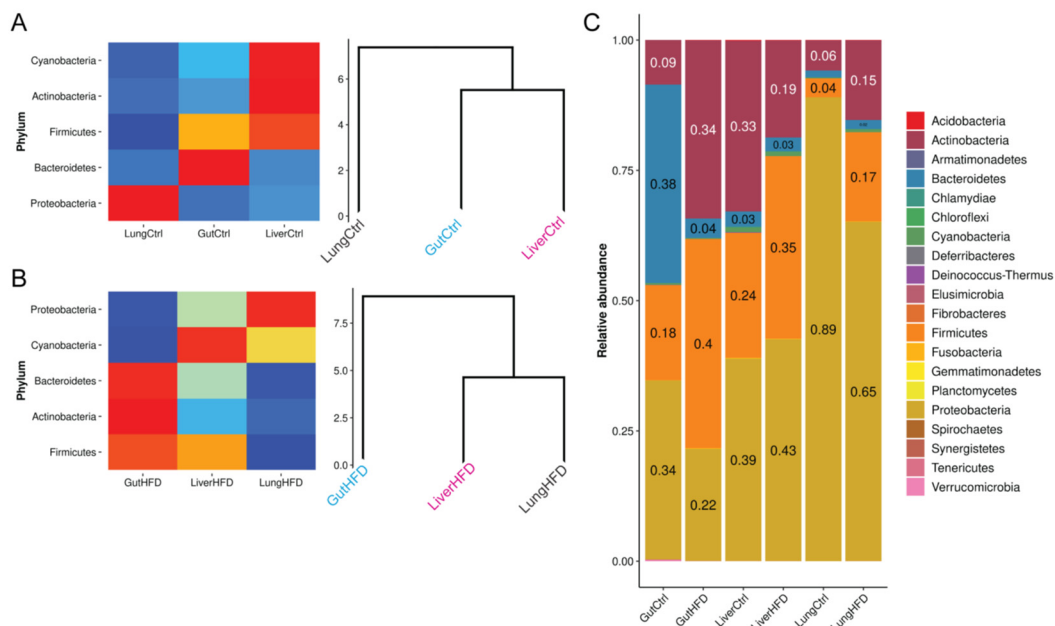 A
Phylum
Cyanobacteria
Actinobacteria
Firmicutes
Bacteroidetes
Proteobacteria
LungCtrl GutCtrl LiverCtrl
6
4
2
0
LungCtrl
GutCtrl
LiverCtrl
B
Phylum
Proteobacteria
Cyanobacteria
Bacteroidetes
Actinobacteria
Firmicutes
GutHFD LiverHFD LungHFD
7.5
5.0
2.5
0.0
GutHFD
LiverHFD
LungHFD
C
Relative abundance
1.00
0.75
0.50
0.25
0.00
0.09
0.38
0.18
0.34
0.34
0.04
0.4
0.22
0.33
0.03
0.24
0.39
0.19
0.03
0.35
0.43
0.06
0.04
0.89
0.15
0.17
0.65
GutCtrl
GutHFD
LiverCtrl
LiverHFD
LungCtrl
LungHFD
Acidobacteria
Actinobacteria
Armatimonadetes
Bacteroidetes
Chlamydiae
Chloroflexi
Cyanobacteria
Deferribacteres
Deinococcus-Thermus
Elusimicrobia
Fibrobacteres
Firmicutes
Fusobacteria
Gemmatimonadetes
Planctomycetes
Proteobacteria
Spirochaetes
Synergistetes
Tenericutes
Verrucomicrobia